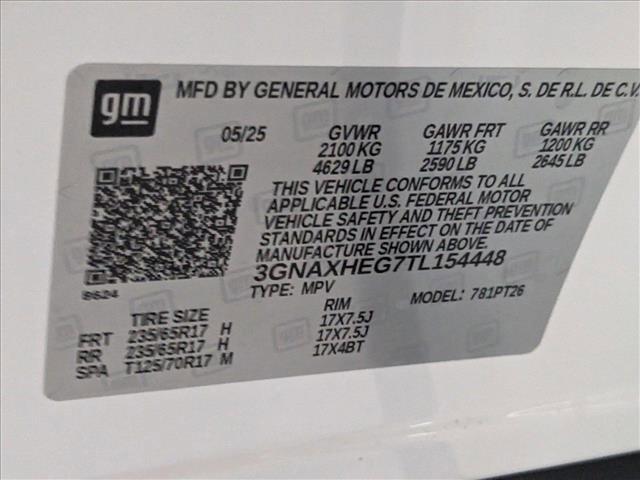 gm
MFD BY GENERAL MOTORS DE MEXICO, S. DE R.L. DE C.V.
05/25 GVWR GAWR FRT GAWR RR
2100 KG 1175 KG 1200 KG
4629 LB 2590 LB 2645 LB
THIS VEHICLE CONFORMS TO ALL
APPLICABLE U.S. FEDERAL MOTOR
VEHICLE SAFETY AND THEFT PREVENTION
STANDARDS IN EFFECT ON THE DATE OF
MANUFACTURE SHOWN ABOVE.
3GNAXHEG7TL154448
8624
TYPE: MPV MODEL: 781PT26
TIRE SIZE RIM
FRT 235/65R17 H 17X7.5J
RR 235/65R17 H 17X7.5J
SPA T125/70R17 M 17X4BT